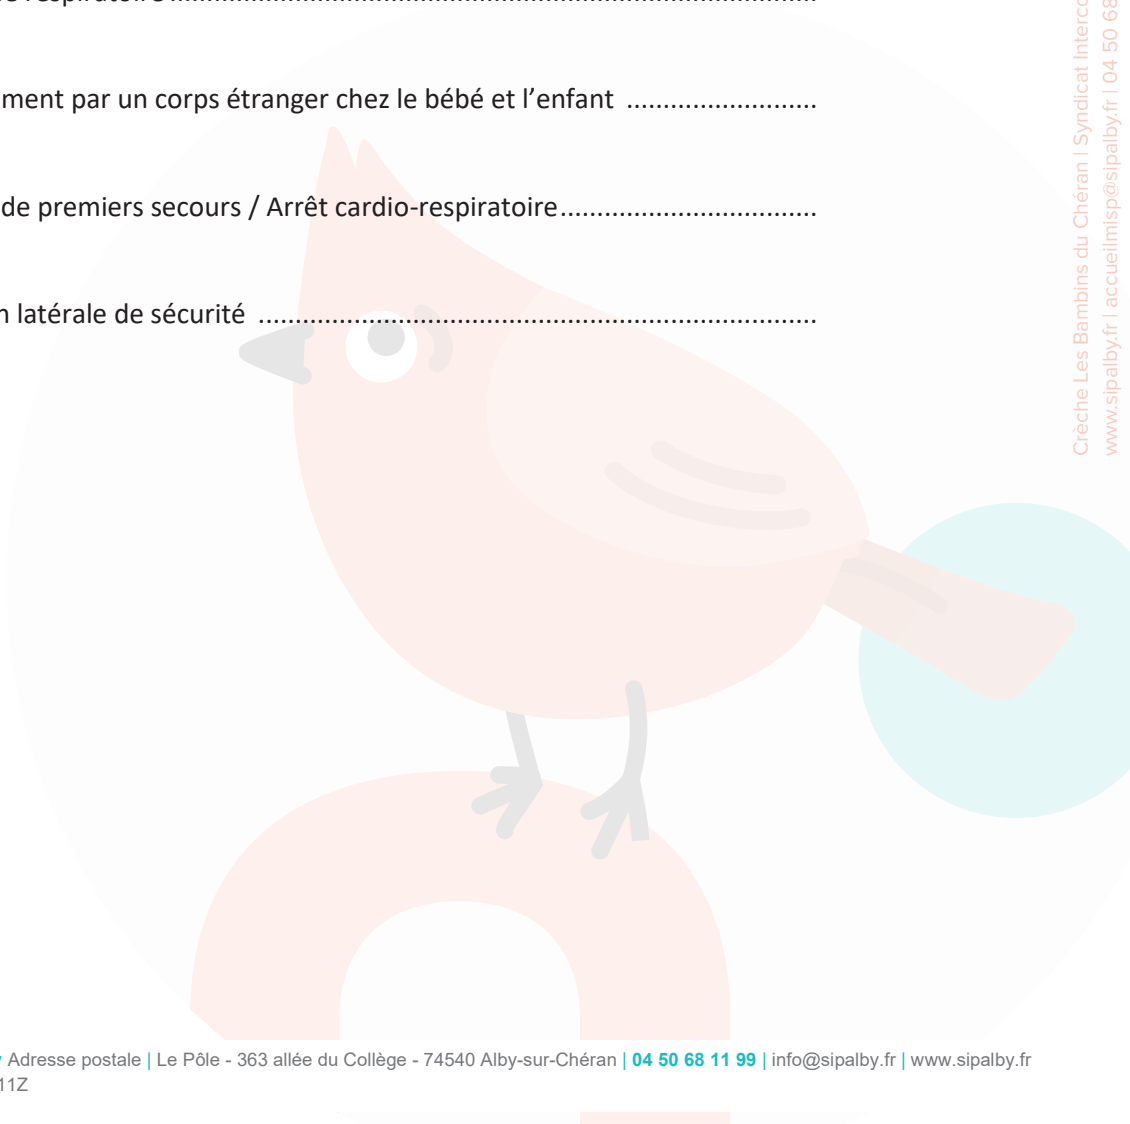 respiratoire........................................................................................
ment par un corps étranger chez le bébé et l’enfant ..........................
de premiers secours / Arrêt cardio-respiratoire...................................
n latérale de sécurité ............................................................................
Crèche Les Bambins du Chéran | Syndicat Interco
www.sipalby.fr | accueilmisp@sipalby.fr | 04 50 68
Adresse postale | Le Pôle - 363 allée du Collège - 74540 Alby-sur-Chéran | 04 50 68 11 99 | info@sipalby.fr | www.sipalby.fr
11Z